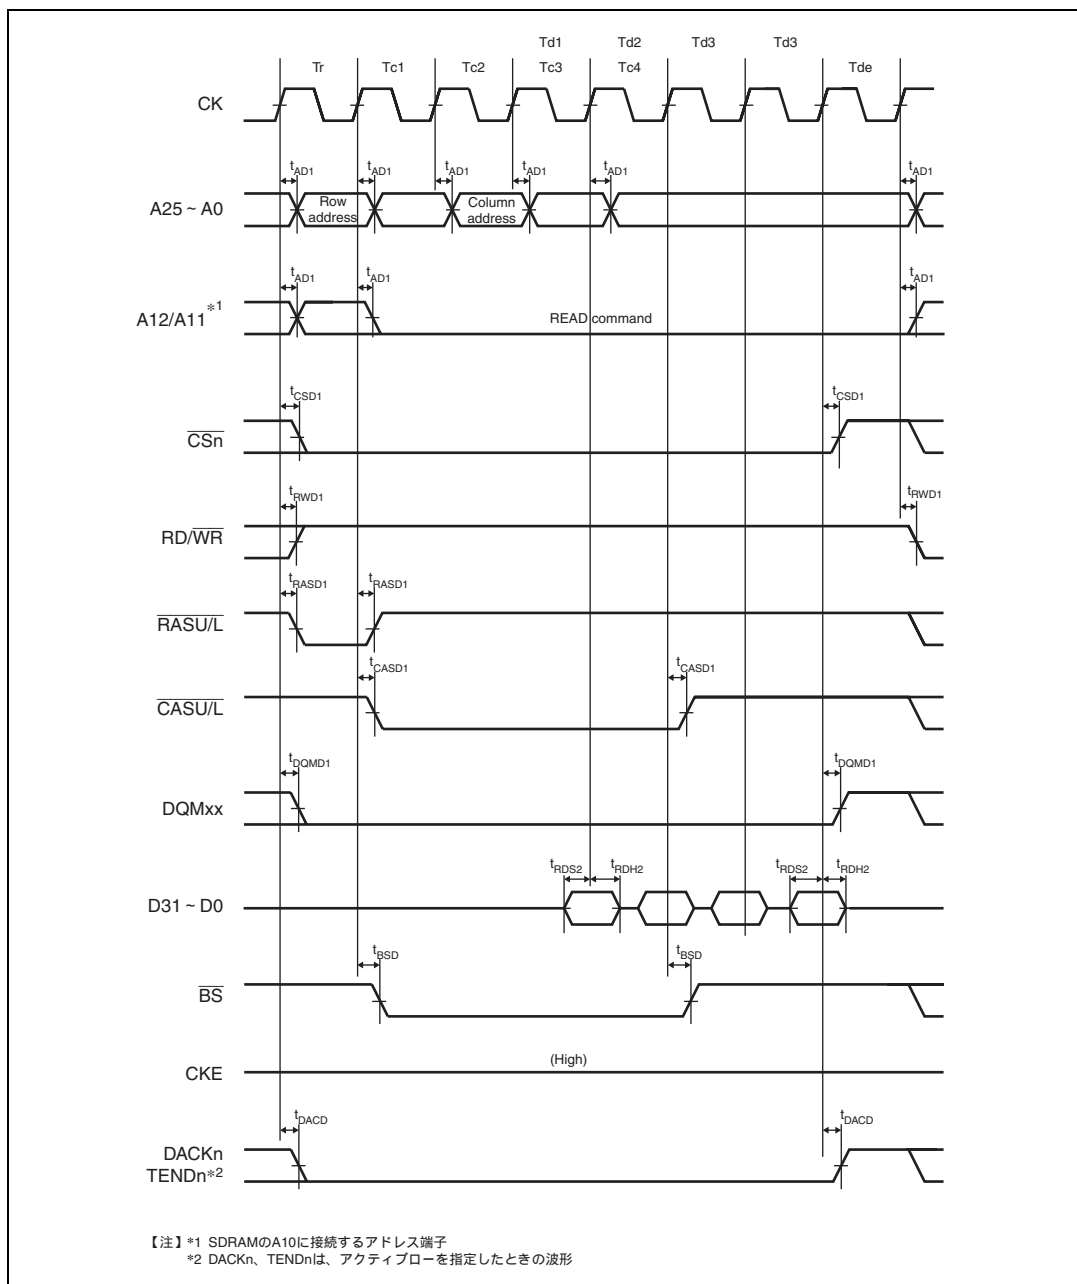 Td1 Td2 Td3 Td3
Tr Tc1 Tc2 Tc3 Tc4 Tde
CK
tAD1 tAD1 tAD1 tAD1 tAD1 tAD1
A25 ~ A0
Row address
Column address
tAD1 tAD1 tAD1
A12/A11*1
READ command
tCSD1 tCSD1
CSn
tRWD1 tRWD1
RD/WR
tRASD1 tRASD1
RASU/L
tCASD1 tCASD1
CASU/L
tDQMD1 tDQMD1
DQMxx
tRDS2 tRDH2 tRDS2 tRDH2
D31 ~ D0
tBSD tBSD
BS
(High)
CKE
tDACD tDACD
DACKn
TENDn*2
【注】*1 SDRAMのA10に接続するアドレス端子
*2 DACKn、TENDnは、アクティブローを指定したときの波形